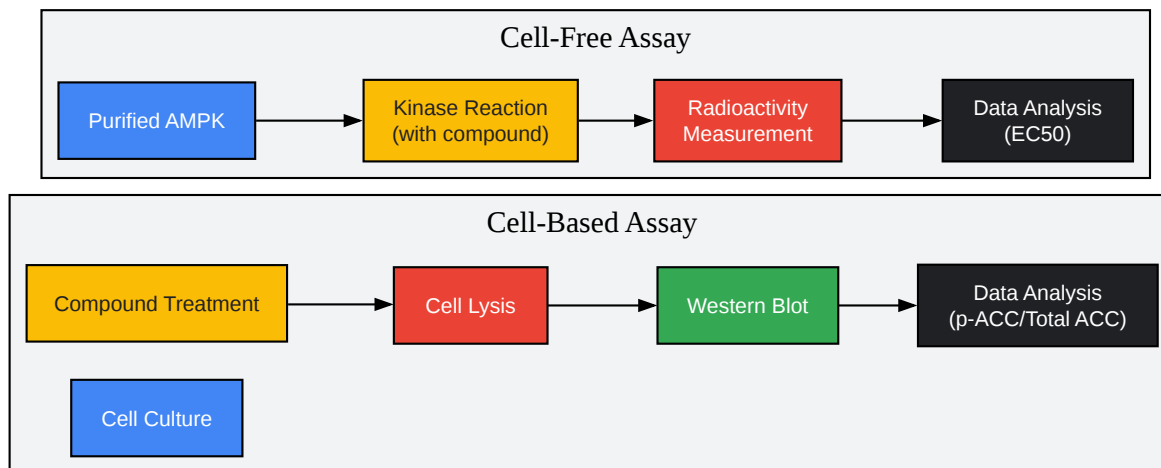 Cell-Free Assay
Purified AMPK
Kinase Reaction
(with compound)
Radioactivity
Measurement
Data Analysis
(EC50)
Cell-Based Assay
Compound Treatment
Cell Lysis
Western Blot
Data Analysis
(p-ACC/Total ACC)
Cell Culture